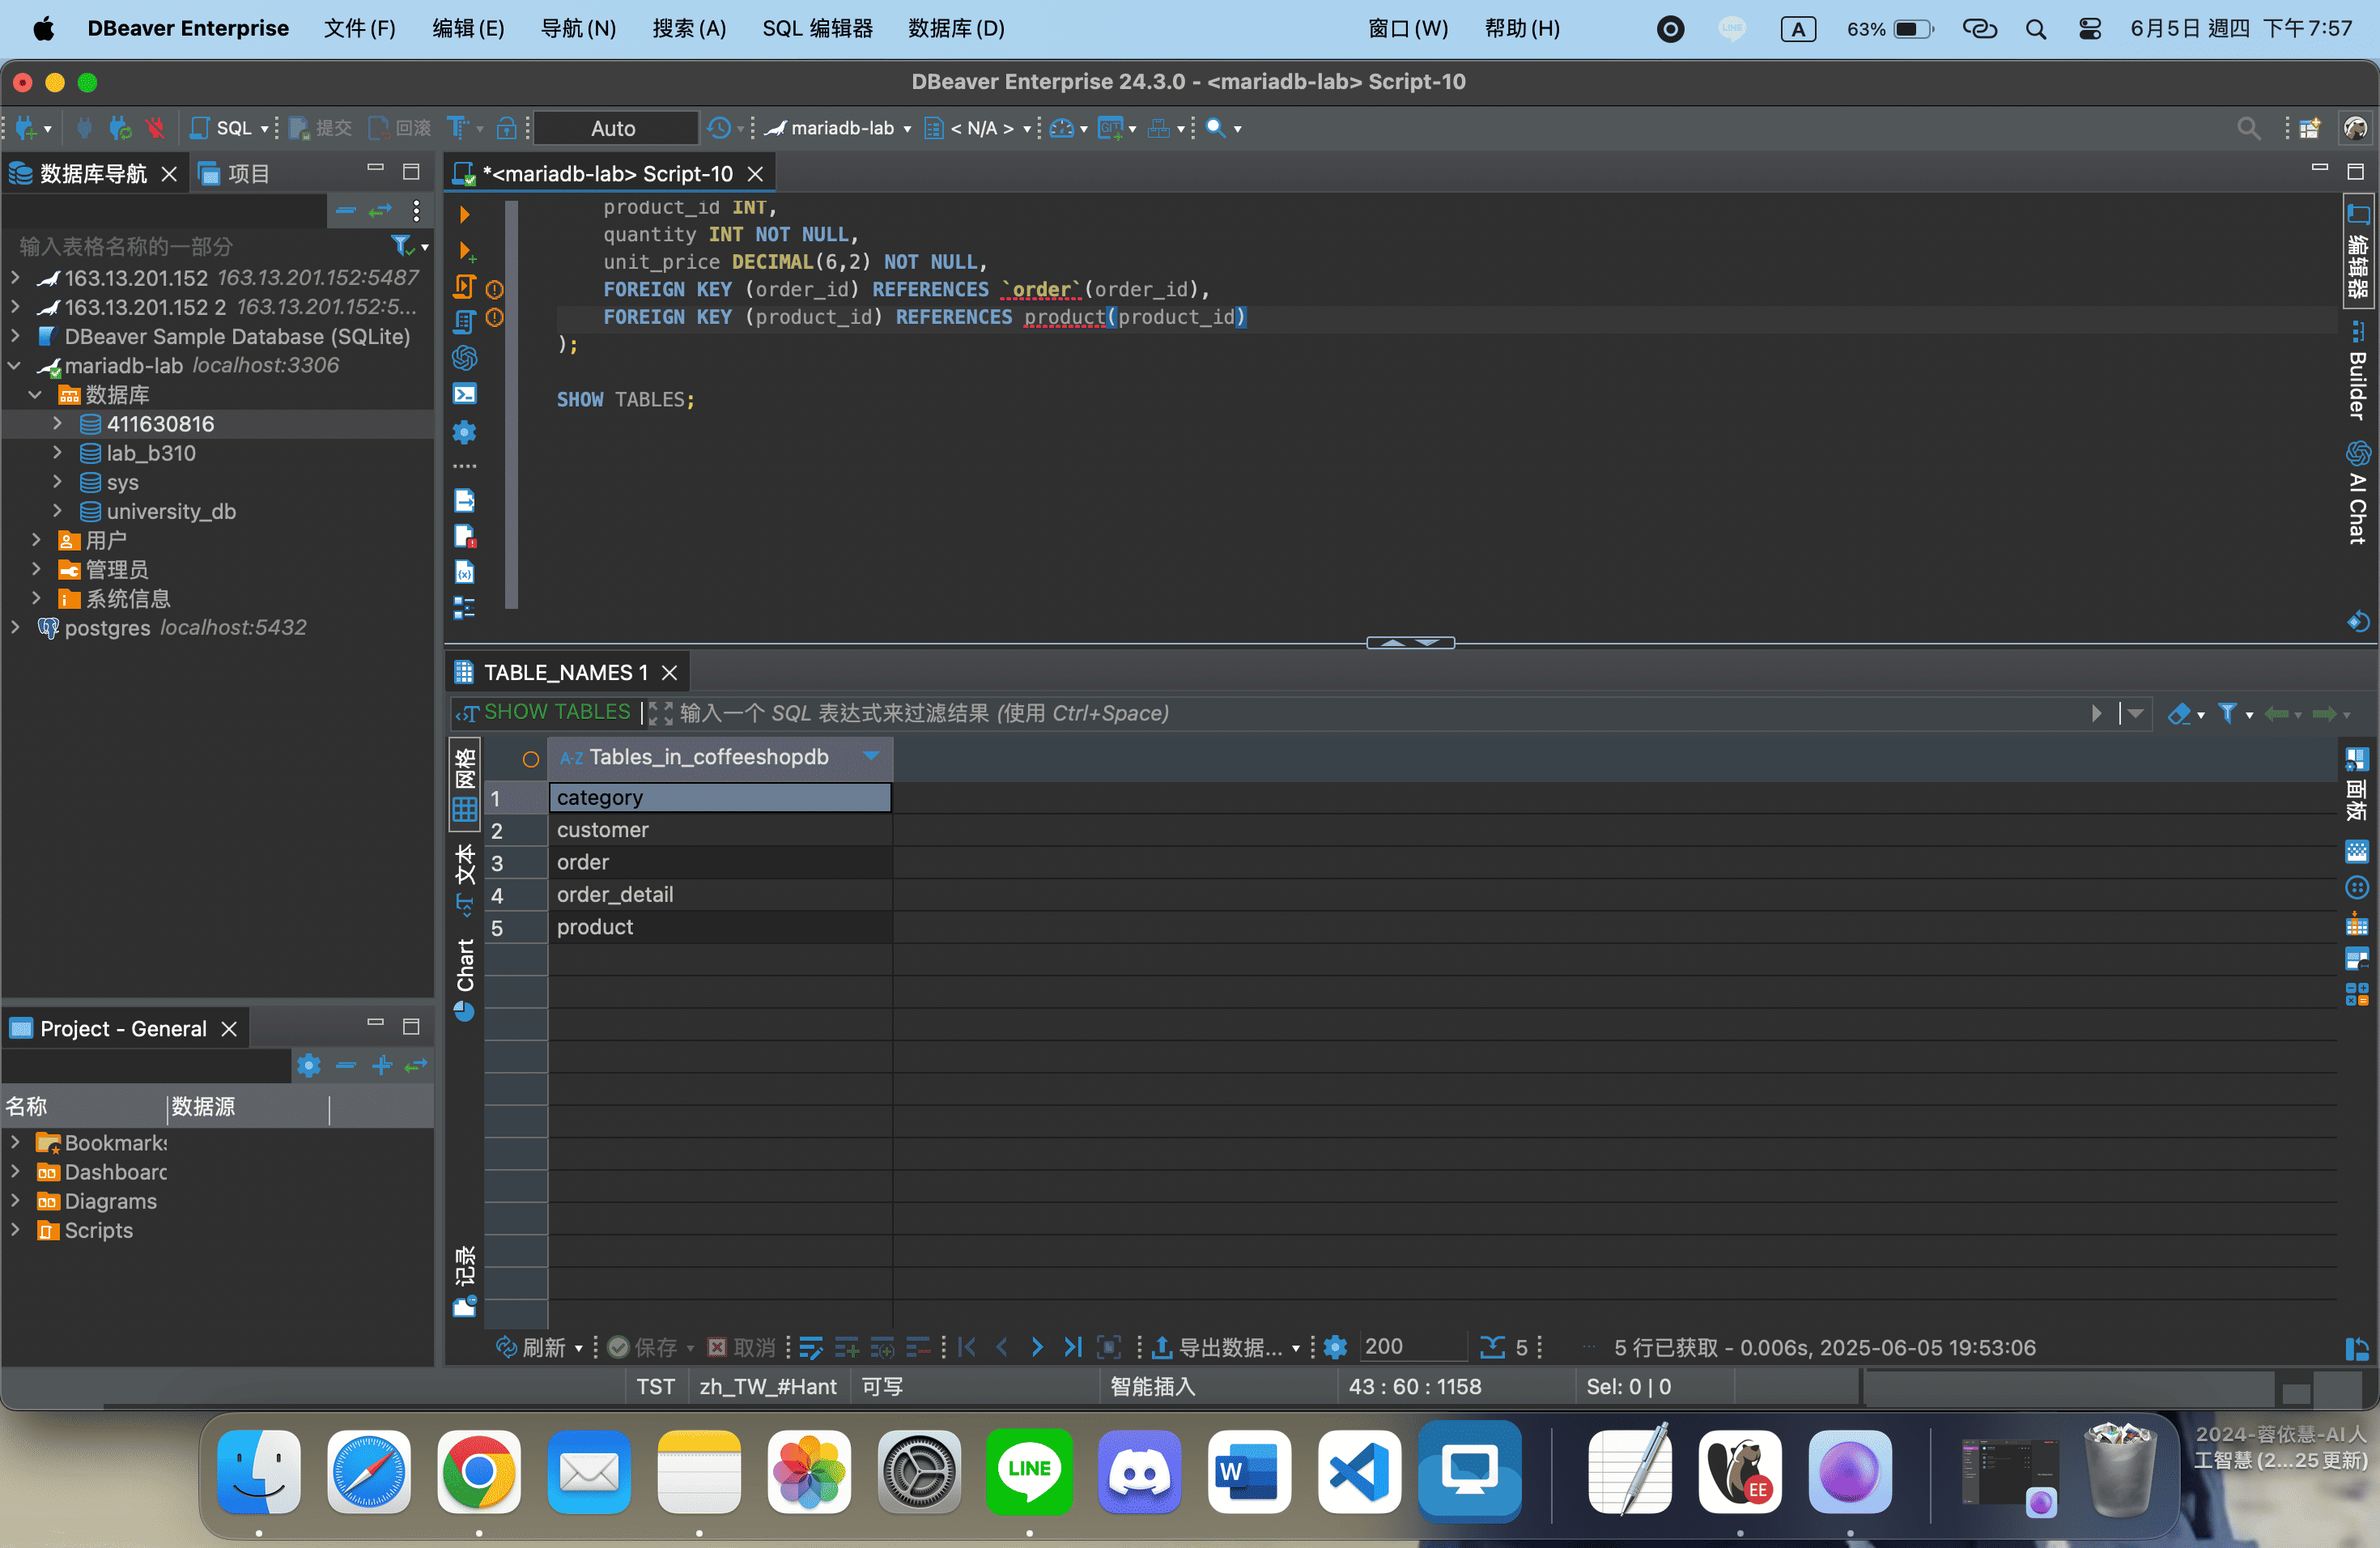 DBeaver Enterprise 文件(F) 编辑(E) 导航(N) 搜索(A) SQL 编辑器 数据库(D) 窗口(W) 帮助(H) LINE A 63% 6月5日 週四 下午7:57
DBeaver Enterprise 24.3.0 - <mariadb-lab> Script-10
SQL 提交 回滚 Auto mariadb-lab < N/A >
数据库导航 项目
输入表格名称的一部分
163.13.201.152 163.13.201.152:5487
163.13.201.152 2 163.13.201.152:5...
DBeaver Sample Database (SQLite)
mariadb-lab localhost:3306
数据库
411630816
lab_b310
sys
university_db
用户
管理员
系统信息
postgres localhost:5432
*<mariadb-lab> Script-10
product_id INT,
quantity INT NOT NULL,
unit_price DECIMAL(6,2) NOT NULL,
FOREIGN KEY (order_id) REFERENCES `order`(order_id),
FOREIGN KEY (product_id) REFERENCES product(product_id)
);
SHOW TABLES;
编辑器
Builder
AI Chat
TABLE_NAMES 1
SHOW TABLES 输入一个 SQL 表达式来过滤结果 (使用 Ctrl+Space)
网格
文本
Chart
记录
A-Z Tables_in_coffeeshopdb
1 category
2 customer
3 order
4 order_detail
5 product
面板
刷新 保存 取消 导出数据... 200 5 5 行已获取 - 0.006s, 2025-06-05 19:53:06
Project - General
名称 数据源
Bookmarks
Dashboard
Diagrams
Scripts
TST zh_TW_#Hant 可写 智能插入 43 : 60 : 1158 Sel: 0 | 0
LINE
W
EE
2024-蓉依慧-AI人
工智慧 (2...25更新)